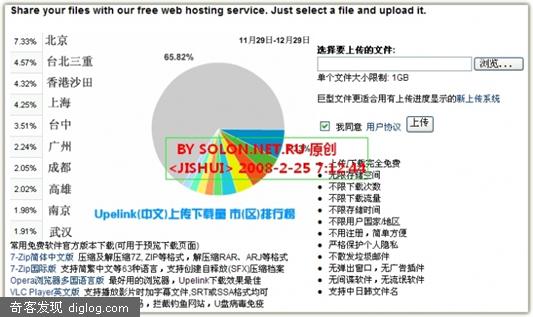 Share your files with our free web hosting service. Just select a file and upload it.
7.33% 北京
4.57% 台北三重
4.32% 香港沙田
4.25% 上海
3.51% 台中
2.24% 广州
2.05% 成都
2.02% 高雄
1.98% 南京
1.91% 武汉
11月29日-12月29日
65.82%
BY SOLON.NET.RU 原创
<JISHUI> 2008-2-25 7:12:44
Upelink(中文)上传下载量 市(区)排行榜
选择要上传的文件:
浏览...
单个文件大小限制: 1GB
巨型文件更适合用有上传进度显示的新上传系统
我同意 用户协议 上传
上传/下载完全免费
无限存储空间
不限下载次数
不限下载流量
不限存储时间
不限用户国家/地区
不用注册，简单方便
严格保护个人隐私
不散发垃圾邮件
无弹出窗口，无广告插件
无间谍软件，无流氓软件
支持中日韩文件名
常用免费软件官方版本下载(可用于预览下载页面)
7-Zip简体中文版 压缩及解压缩7Z, ZIP等格式，解压缩RAR、ARJ等格式
7-Zip国际版 支持简繁中文等63种语言，支持创建自释放(SFX)压缩档案
Opera浏览器多国语言版 最好用的浏览器，Upelink下载效果最佳
VLC Player英文版 支持播放影片时加字幕文件,SRT或SSA格式均可
，拦截钓鱼网站，U盘病毒免疫
奇客发现 diglog.com